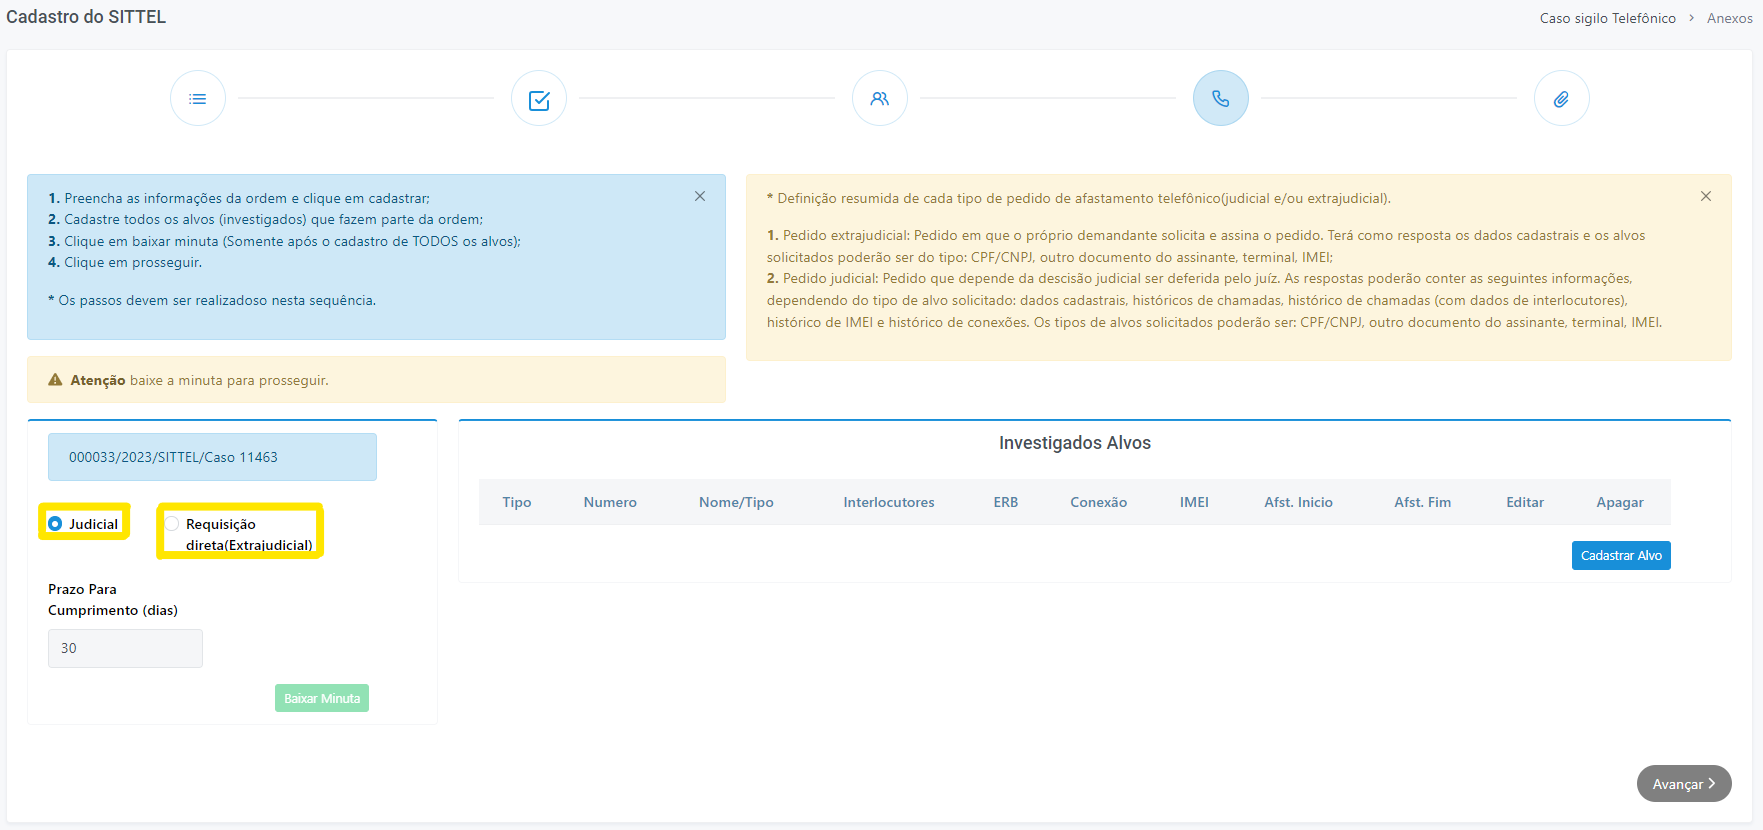 Cadastro do SITTEL
Caso sigilo Telefônico > Anexos
1. Preencha as informações da ordem e clique em cadastrar;
2. Cadastre todos os alvos (investigados) que fazem parte da ordem;
3. Clique em baixar minuta (Somente após o cadastro de TODOS os alvos);
4. Clique em prosseguir.
* Os passos devem ser realizadoso nesta sequência.
* Definição resumida de cada tipo de pedido de afastamento telefônico(judicial e/ou extrajudicial).
1. Pedido extrajudicial: Pedido em que o próprio demandante solicita e assina o pedido. Terá como resposta os dados cadastrais e os alvos
solicitados poderão ser do tipo: CPF/CNPJ, outro documento do assinante, terminal, IMEI;
2. Pedido judicial: Pedido que depende da descisão judicial ser deferida pelo juíz. As respostas poderão conter as seguintes informações,
dependendo do tipo de alvo solicitado: dados cadastrais, históricos de chamadas, histórico de chamadas (com dados de interlocutores),
histórico de IMEI e histórico de conexões. Os tipos de alvos solicitados poderão ser: CPF/CNPJ, outro documento do assinante, terminal, IMEI.
Atenção baixe a minuta para prosseguir.
000033/2023/SITTEL/Caso 11463
Judicial
Requisição
direta(Extrajudicial)
Prazo Para
Cumprimento (dias)
30
Baixar Minuta
Investigados Alvos
Tipo Numero Nome/Tipo Interlocutores ERB Conexão IMEI Afst. Inicio Afst. Fim Editar Apagar
Cadastrar Alvo
Avançar >